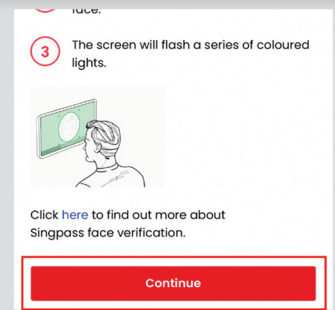 face.
3
The screen will flash a series of coloured
lights.
Click here to find out more about
Singpass face verification.
Continue